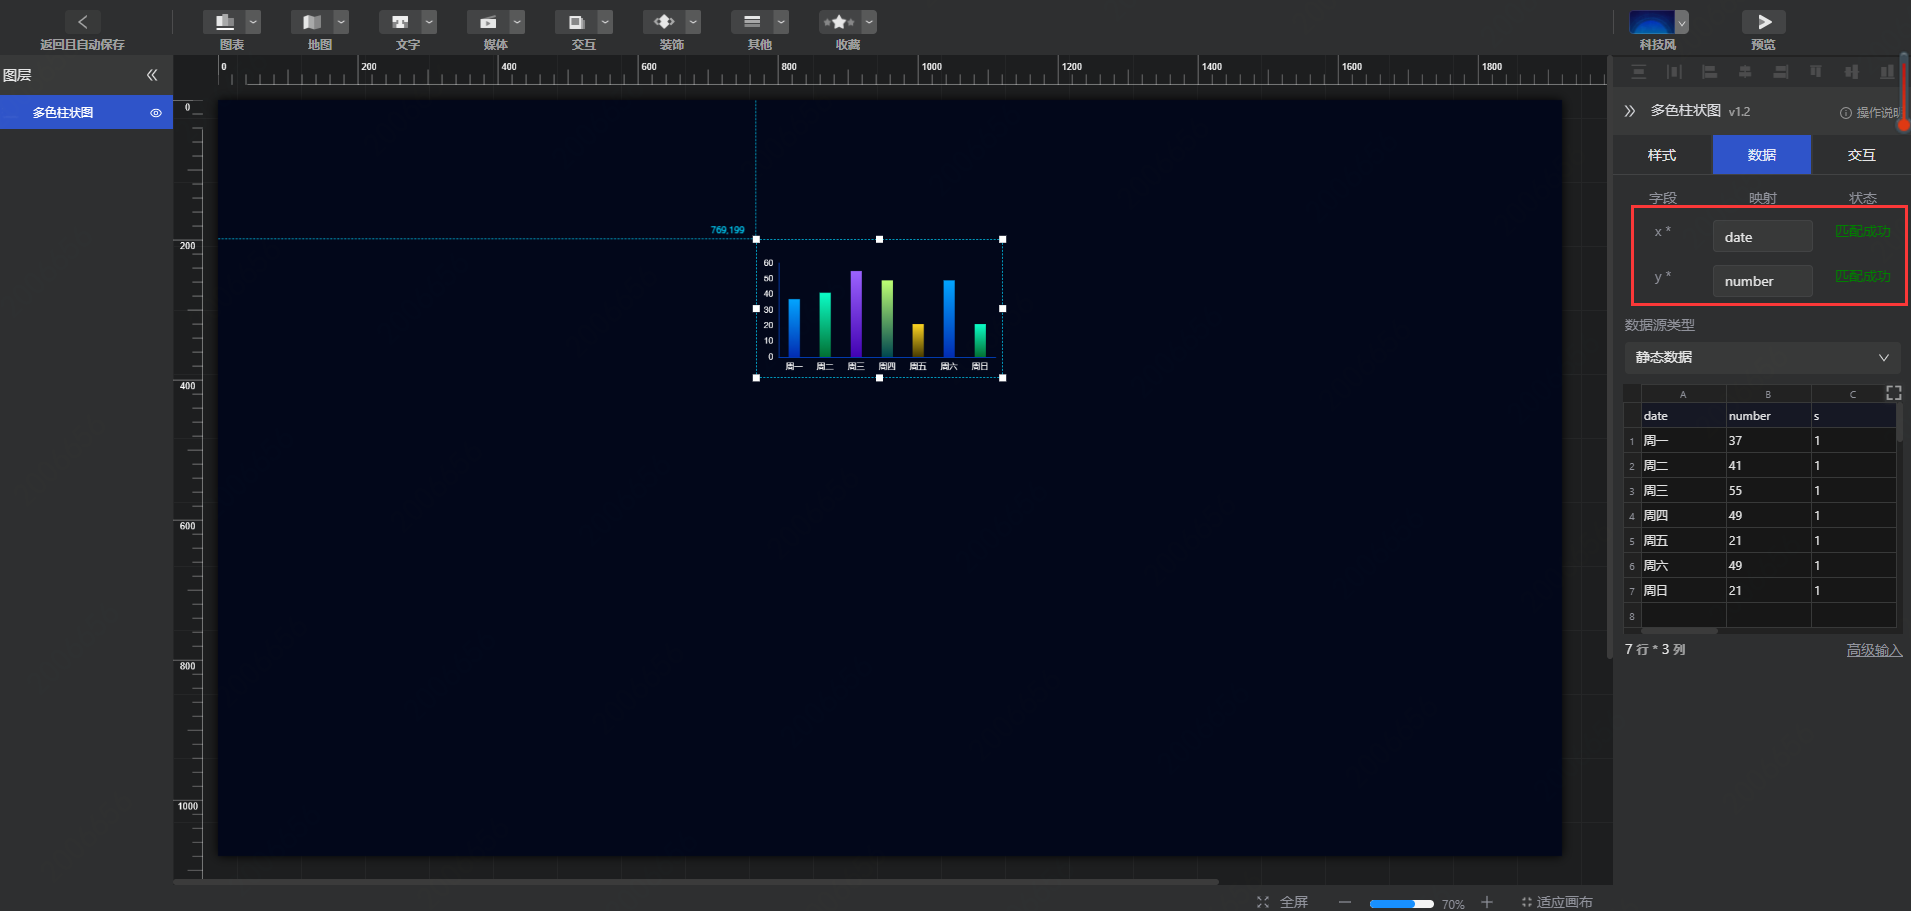 返回且自动保存
图表
地图
文字
媒体
交互
装饰
其他
收藏
科技风
预览
图层
多色柱状图
0
200
400
600
800
1000
1200
1400
1600
1800
0
200
400
600
800
1000
769,199
60
50
40
30
20
10
0
周一 周二 周三 周四 周五 周六 周日
多色柱状图 v1.2
操作说明
样式 数据 交互
字段 映射 状态
x * date 匹配成功
y * number 匹配成功
数据源类型
静态数据
A B C
date number s
1 周一 37 1
2 周二 41 1
3 周三 55 1
4 周四 49 1
5 周五 21 1
6 周六 49 1
7 周日 21 1
8
7 行 * 3 列
高级输入
全屏
70%
适应画布